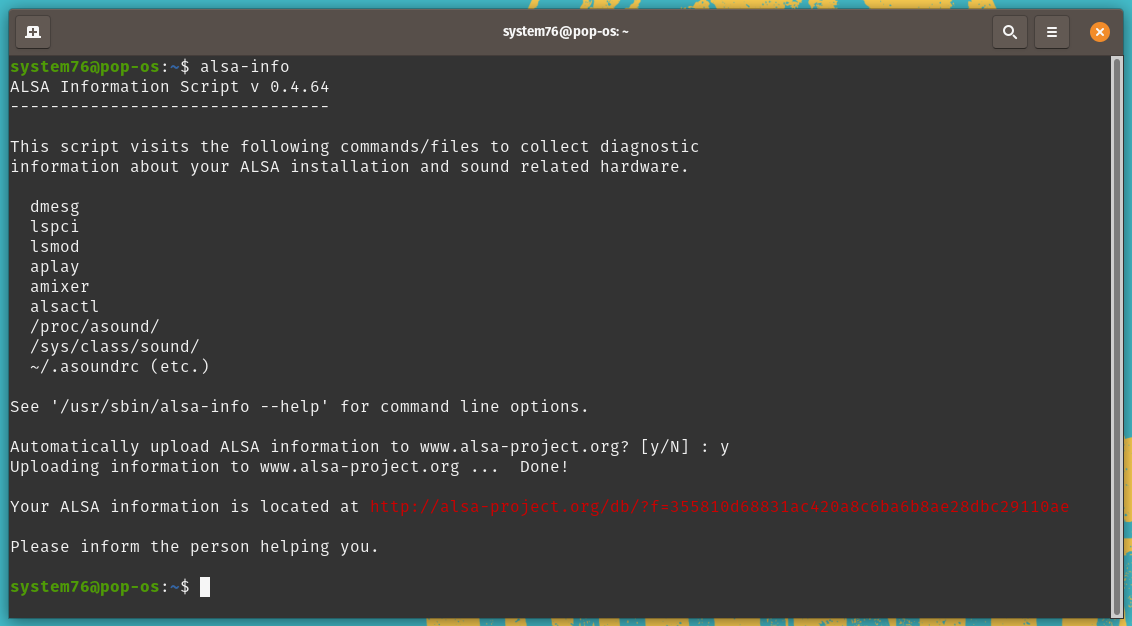 system76@pop-os: ~
system76@pop-os:~$ alsa-info
ALSA Information Script v 0.4.64
--------------------------------
This script visits the following commands/files to collect diagnostic
information about your ALSA installation and sound related hardware.
dmesg
lspci
lsmod
aplay
amixer
alsactl
/proc/asound/
/sys/class/sound/
~/.asoundrc (etc.)
See '/usr/sbin/alsa-info --help' for command line options.
Automatically upload ALSA information to www.alsa-project.org? [y/N] : y
Uploading information to www.alsa-project.org ...  Done!
Your ALSA information is located at http://alsa-project.org/db/?f=355810d68831ac420a8c6ba6b8ae28dbc29110ae
Please inform the person helping you.
system76@pop-os:~$